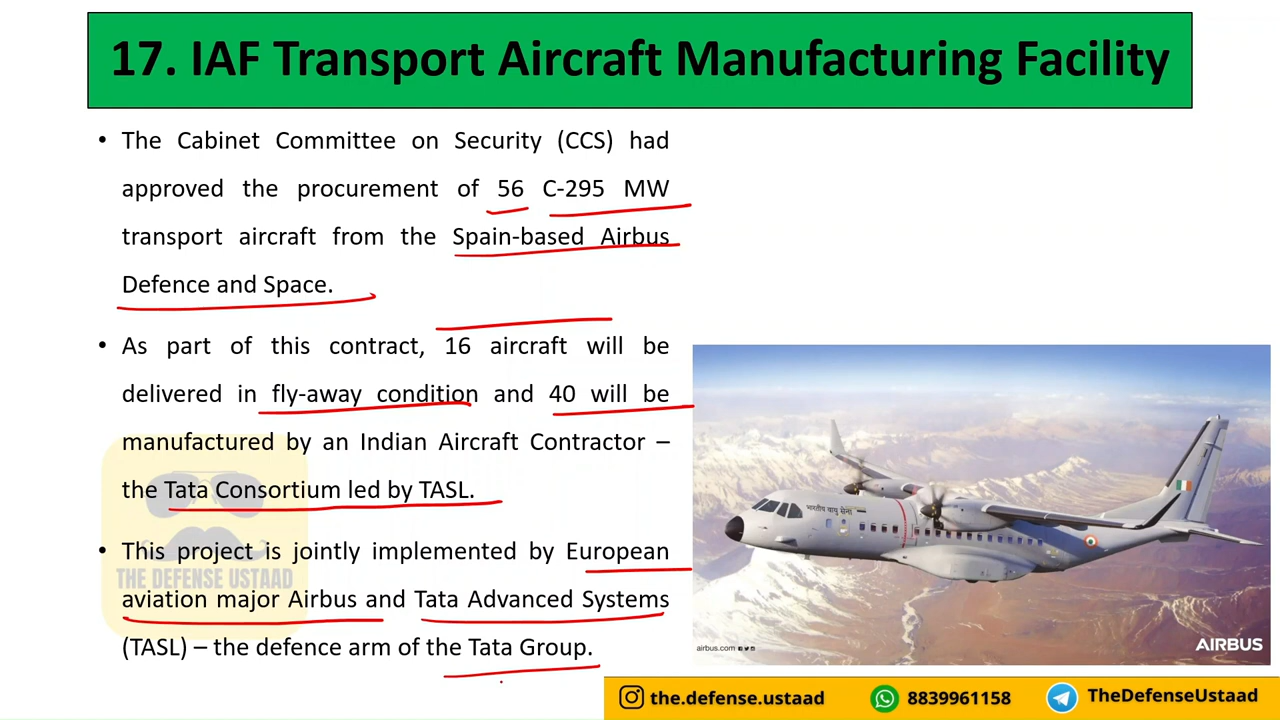 17. IAF Transport Aircraft Manufacturing Facility
• The Cabinet Committee on Security (CCS) had
approved the procurement of 56 C-295 MW
transport aircraft from the Spain-based Airbus
Defence and Space.
• As part of this contract, 16 aircraft will be
delivered in fly-away condition and 40 will be
manufactured by an Indian Aircraft Contractor –
the Tata Consortium led by TASL.
• This project is jointly implemented by European
aviation major Airbus and Tata Advanced Systems
(TASL) – the defence arm of the Tata Group.
THE DEFENSE USTAAD
भारतीय वायु सेना
airbus.com
AIRBUS
the.defense.ustaad
8839961158
TheDefenseUstaad